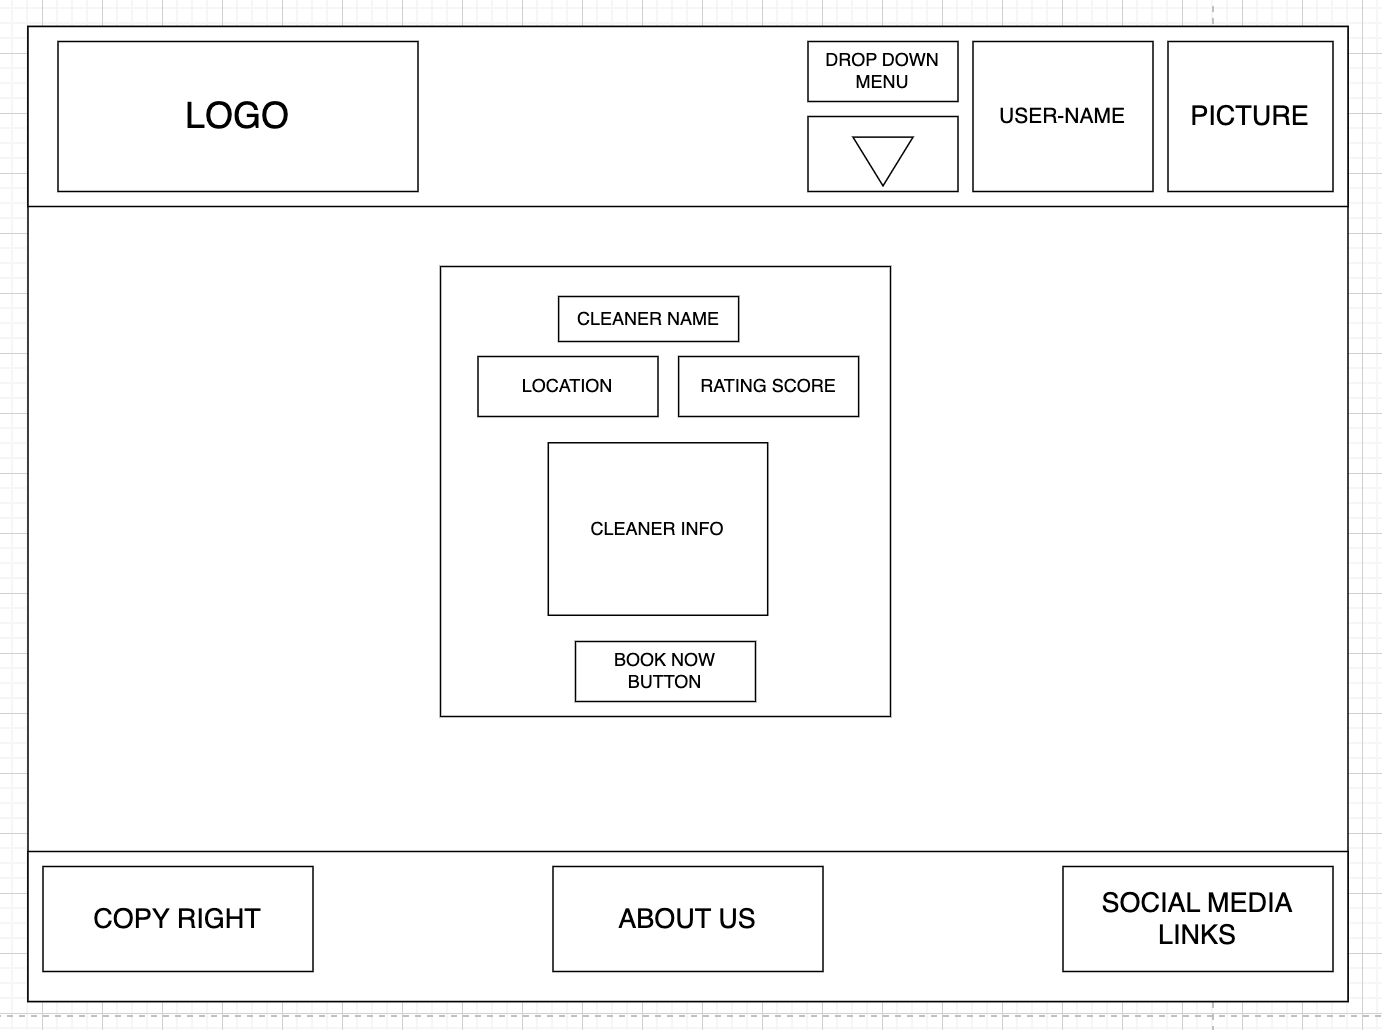 LOGO
DROP DOWN
MENU
USER-NAME
PICTURE
CLEANER NAME
LOCATION
RATING SCORE
CLEANER INFO
BOOK NOW
BUTTON
COPY RIGHT
ABOUT US
SOCIAL MEDIA
LINKS